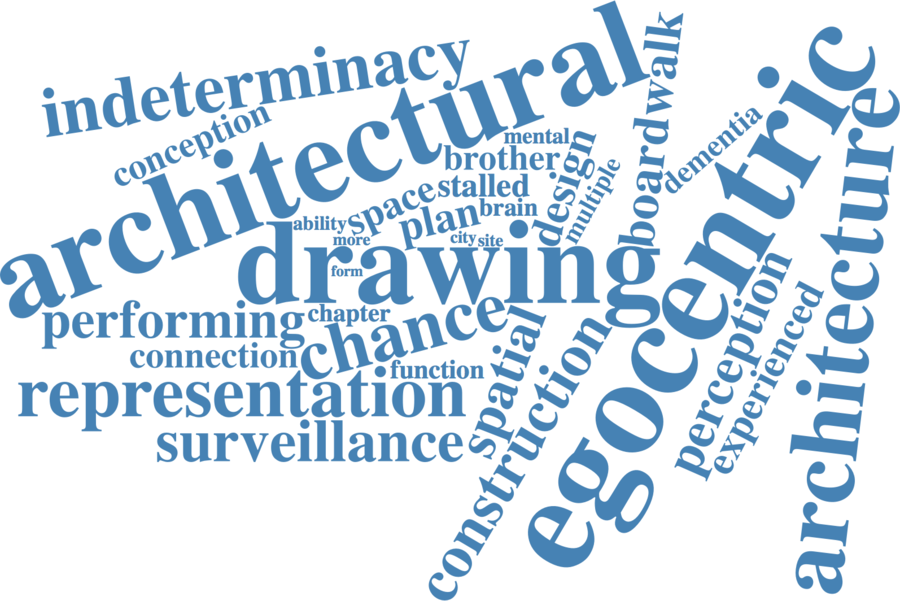 indeterminacy
architectural
boardwalk
egocentric
architecture
conception
mental
dementia
brother
design
multiple
stalled
space
plan
brain
ability
more
city
site
drawing
form
performing
chapter
chance
connection
function
representation
surveillance
spatial
construction
perception
experienced